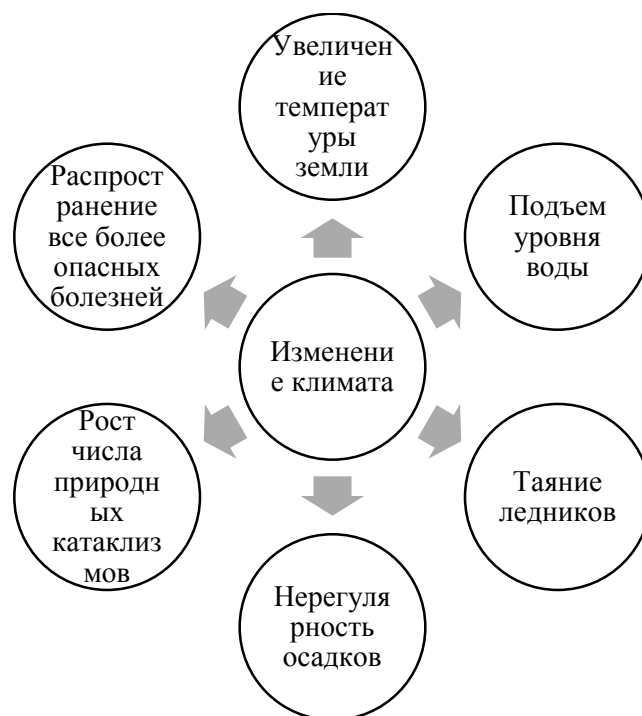 Увеличен
ие
температ
уры
земли
Подъем
уровня
воды
Таяние
ледников
Нерегуля
рность
осадков
Рост
числа
природн
ых
катаклиз
мов
Распрост
ранение
все более
опасных
болезней
Изменени
е климата